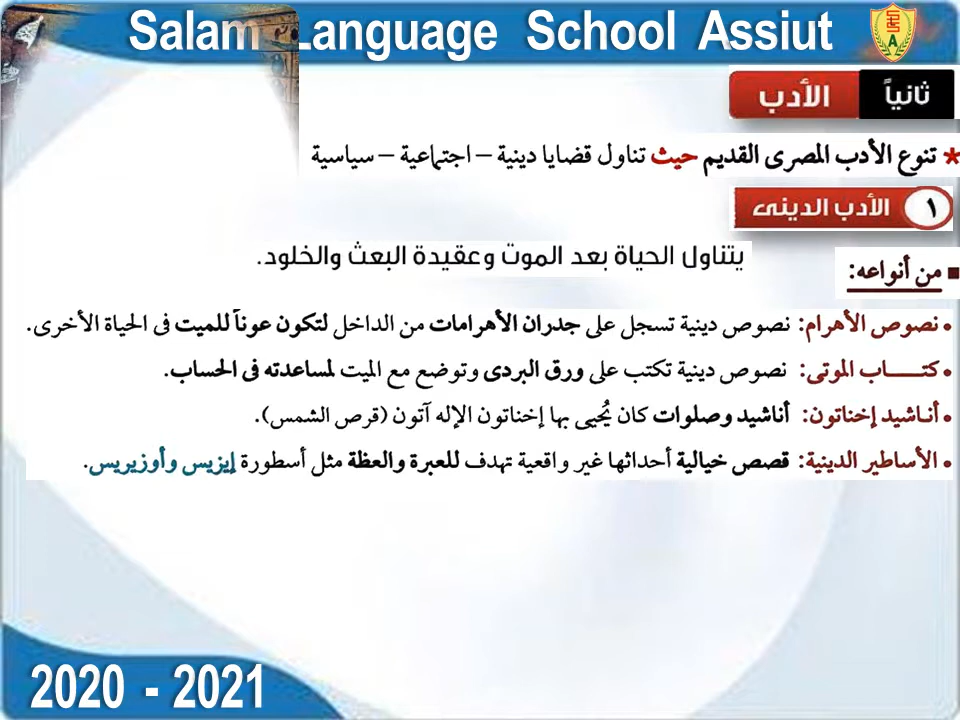 Salam Language School Assiut
ثانياً الأدب
* تنوع الأدب المصرى القديم حيث تناول قضايا دينية – اجتماعية – سياسية
١ الأدب الدينى
يتناول الحياة بعد الموت وعقيدة البعث والخلود.
■ من أنواعه:
• نصوص الأهرام: نصوص دينية تسجل على جدران الأهرامات من الداخل لتكون عوناً للميت فى الحياة الأخرى.
• كتـــــاب الموتى: نصوص دينية تكتب على ورق البردى وتوضع مع الميت لمساعدته فى الحساب.
• أناشيد إخناتون: أناشيد وصلوات كان يُحيى بها إخناتون الإله آتون (قرص الشمس).
• الأساطير الدينية: قصص خيالية أحداثها غير واقعية تهدف للعبرة والعظة مثل أسطورة إيزيس وأوزيريس.
2020 - 2021